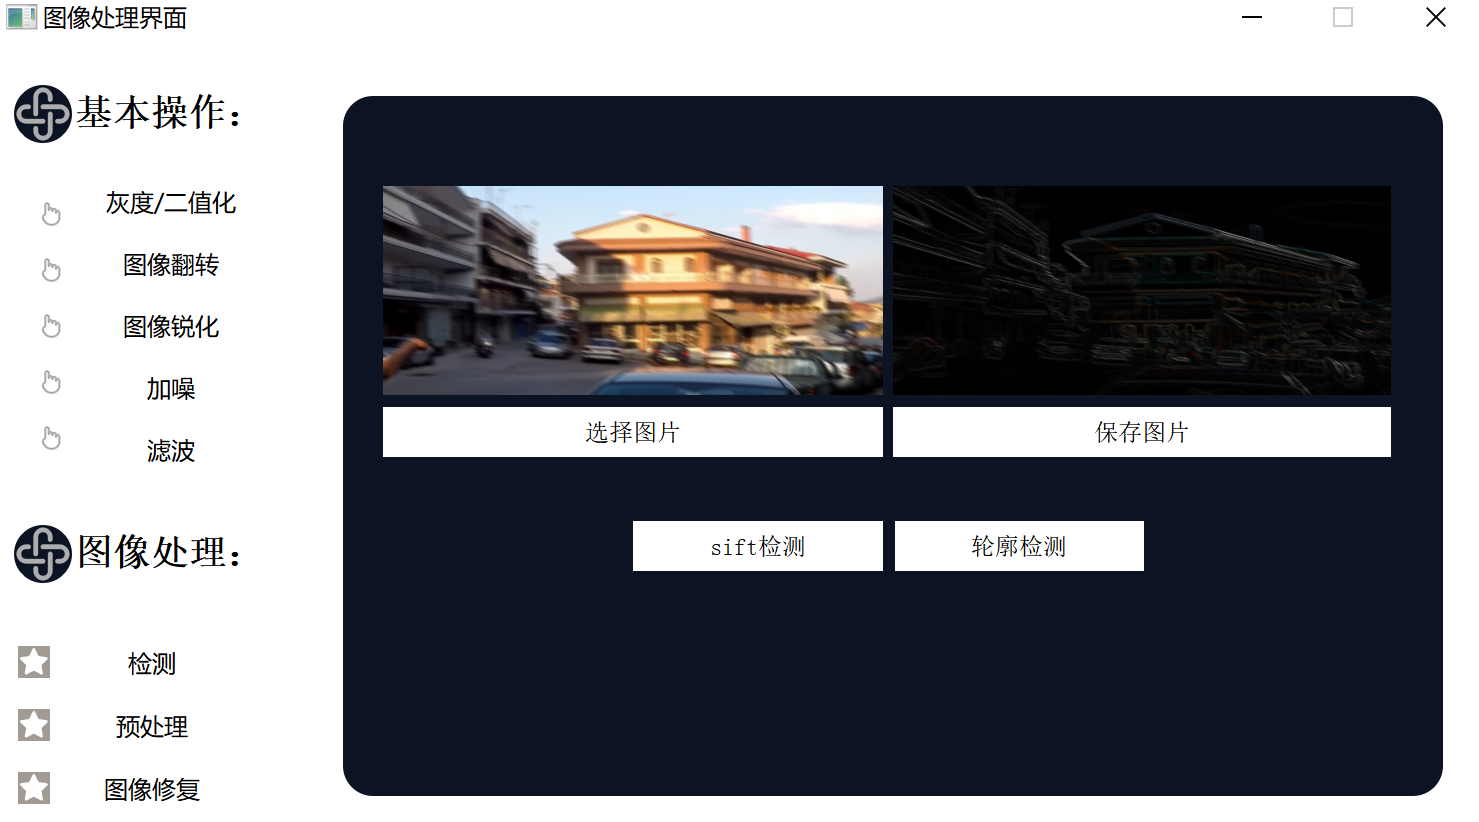 图像处理界面
基本操作：
灰度/二值化
图像翻转
图像锐化
加噪
滤波
图像处理：
检测
预处理
图像修复
选择图片
保存图片
sift检测
轮廓检测